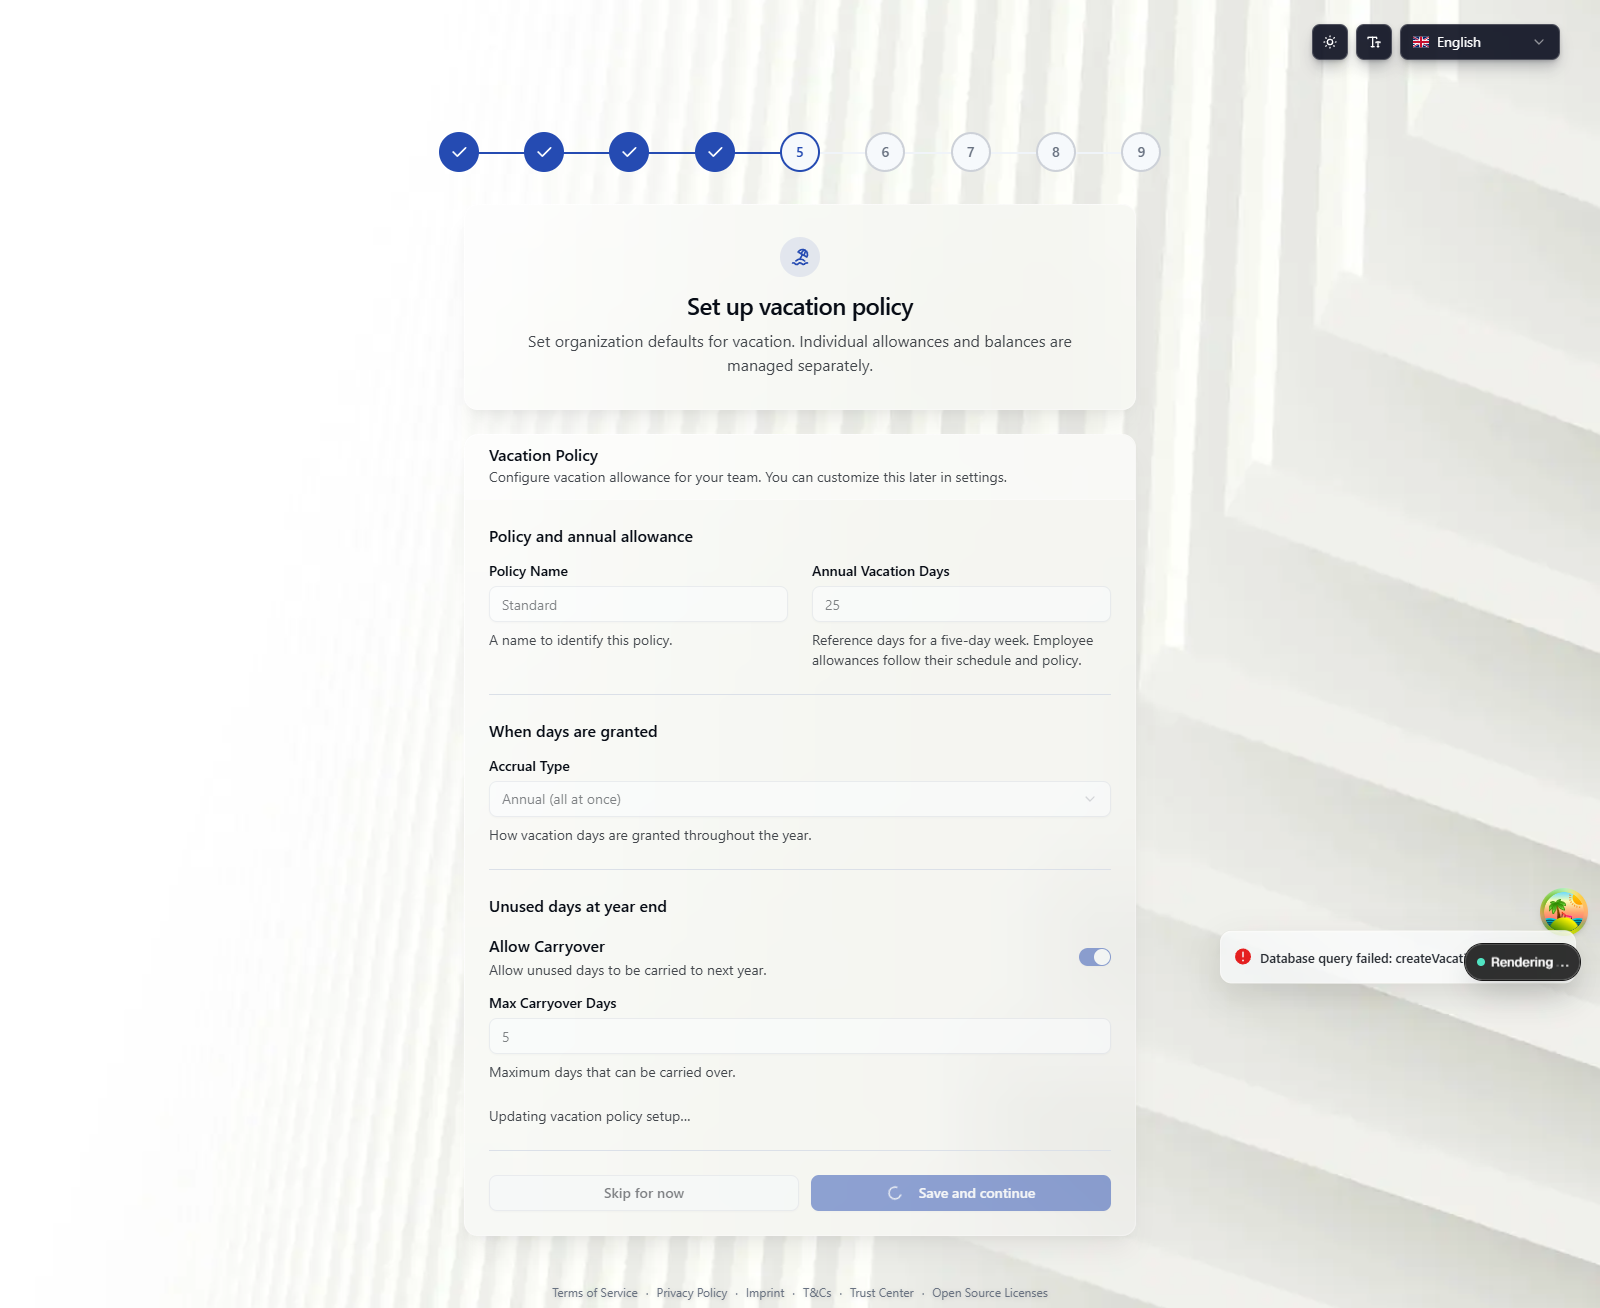 English
5
6
7
8
9
Set up vacation policy
Set organization defaults for vacation. Individual allowances and balances are
managed separately.
Vacation Policy
Configure vacation allowance for your team. You can customize this later in settings.
Policy and annual allowance
Policy Name
Annual Vacation Days
Standard
25
A name to identify this policy.
Reference days for a five-day week. Employee
allowances follow their schedule and policy.
When days are granted
Accrual Type
Annual (all at once)
How vacation days are granted throughout the year.
Unused days at year end
Allow Carryover
Allow unused days to be carried to next year.
Database query failed:
Rendering ...
Max Carryover Days
5
Maximum days that can be carried over.
Updating vacation policy setup...
Skip for now
Save and continue
Terms of Service · Privacy Policy · Imprint · T&Cs · Trust Center · Open Source Licenses